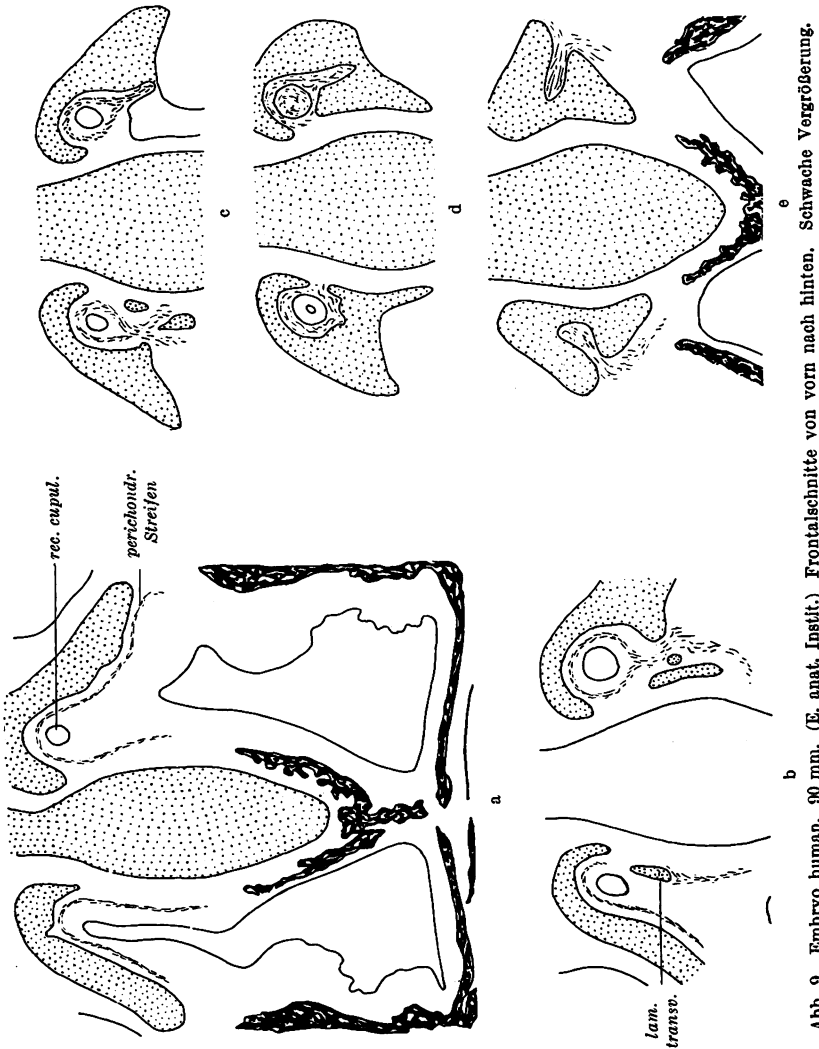 rec. cupul.
perichondr.
Streifen
a
lam.
transv.
b
c
d
e
Abb. 9. Embryo human. 90 mm. (E. anat. Instit.) Frontalschnitte von vorn nach hinten. Schwache Vergrößerung.